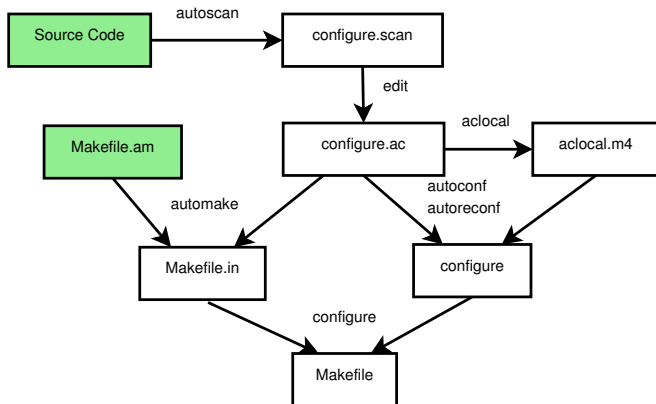 autoscan
Source Code
configure.scan
edit
aclocal
Makefile.am
configure.ac
aclocal.m4
autoconf
autoreconf
automake
Makefile.in
configure
configure
Makefile